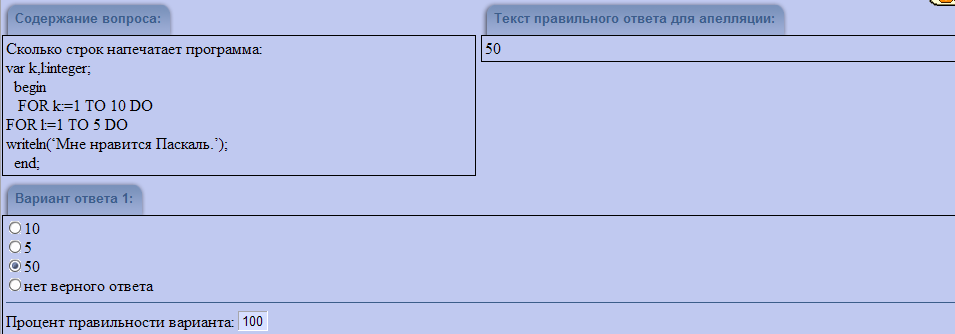 Содержание вопроса:
Текст правильного ответа для апелляции:
Сколько строк напечатает программа:
50
var k,l:integer;
begin
FOR k:=1 TO 10 DO
FOR l:=1 TO 5 DO
writeln(‘Мне нравится Паскаль.’);
end;
Вариант ответа 1:
10
5
50
нет верного ответа
Процент правильности варианта: 100